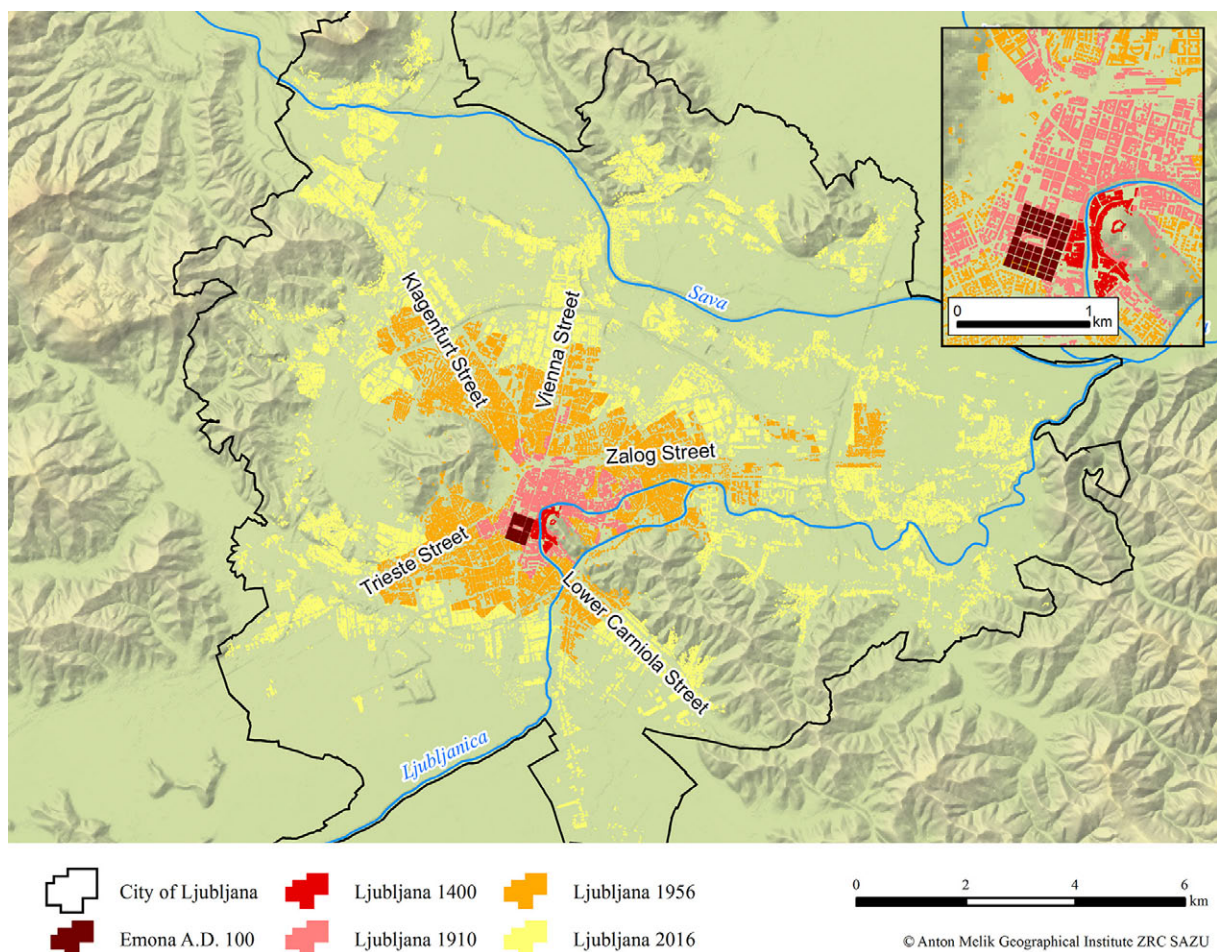 0
1
km
Sava
Klagenfurt Street
Vienna Street
Zalog Street
Trieste Street
Lower Carniola Street
Ljubljanica
City of Ljubljana
Ljubljana 1400
Ljubljana 1956
0
2
4
6
km
Emona A.D. 100
Ljubljana 1910
Ljubljana 2016
© Anton Melik Geographical Institute ZRC SAZU